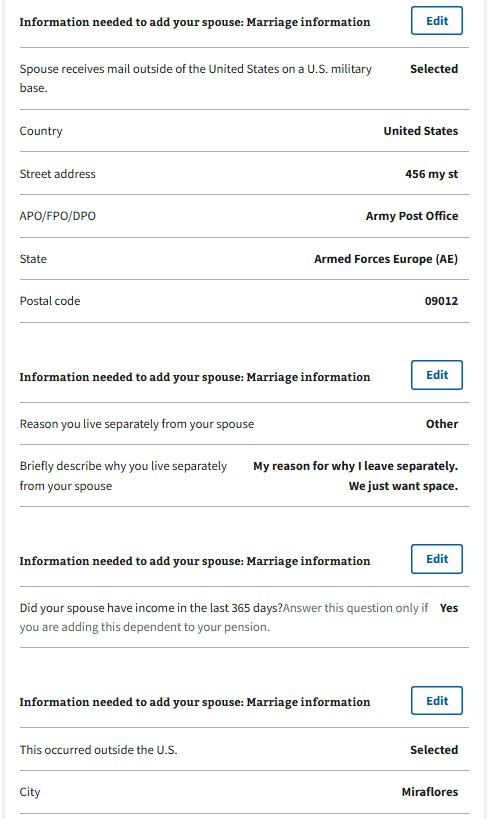 Information needed to add your spouse: Marriage information Edit
Spouse receives mail outside of the United States on a U.S. military Selected
base.
Country United States
Street address 456 my st
APO/FPO/DPO Army Post Office
State Armed Forces Europe (AE)
Postal code 09012
Information needed to add your spouse: Marriage information Edit
Reason you live separately from your spouse Other
Briefly describe why you live separately My reason for why I leave separately.
from your spouse We just want space.
Information needed to add your spouse: Marriage information Edit
Did your spouse have income in the last 365 days?Answer this question only if Yes
you are adding this dependent to your pension.
Information needed to add your spouse: Marriage information Edit
This occurred outside the U.S. Selected
City Miraflores